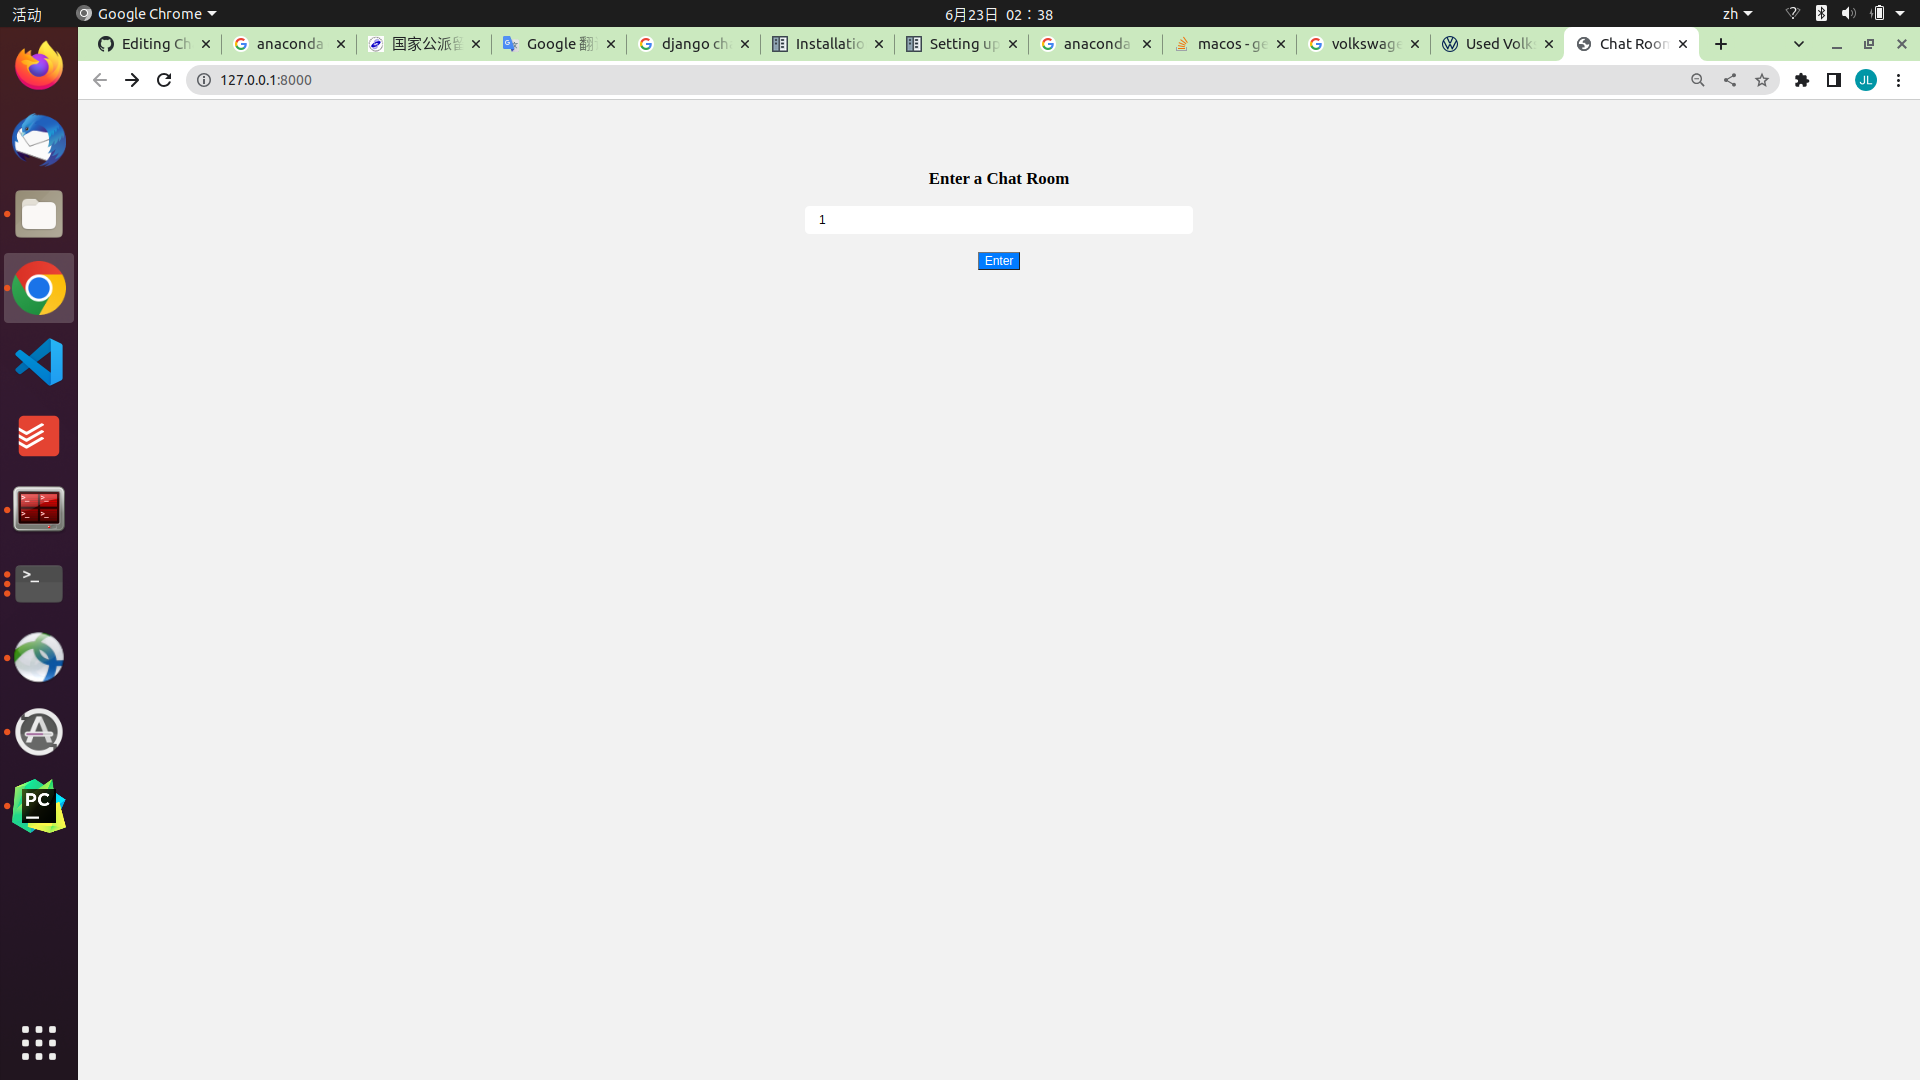 活动
Google Chrome
6月23日 02：38
zh
Editing Ch
anaconda
国家公派留
Google 翻
django cha
Installatio
Setting up
anaconda
macos - ge
volkswage
Used Volks
Chat Room
127.0.0.1:8000
JL
Enter a Chat Room
1
Enter
>_
PC